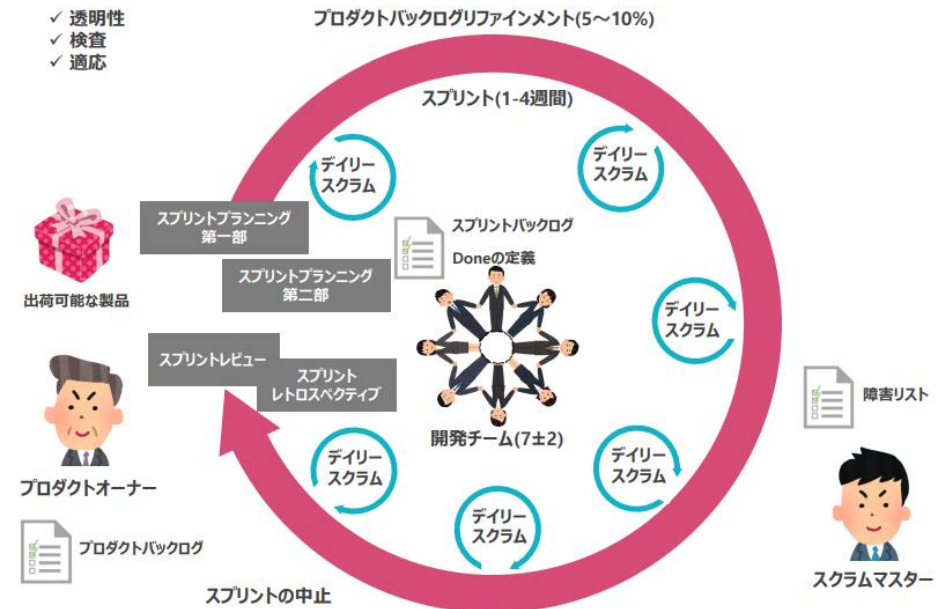 ✓ 透明性
✓ 検査
✓ 適応
プロダクトバックログリファインメント(5～10%)
スプリント(1-4週間)
デイリー
スクラム
デイリー
スクラム
スプリントプランニング
第一部
スプリントバックログ
Doneの定義
スプリントプランニング
第二部
出荷可能な製品
デイリー
スクラム
スプリントレビュー
スプリント
レトロスペクティブ
障害リスト
開発チーム(7±2)
デイリー
スクラム
デイリー
スクラム
プロダクトオーナー
デイリー
スクラム
プロダクトバックログ
スクラムマスター
スプリントの中止